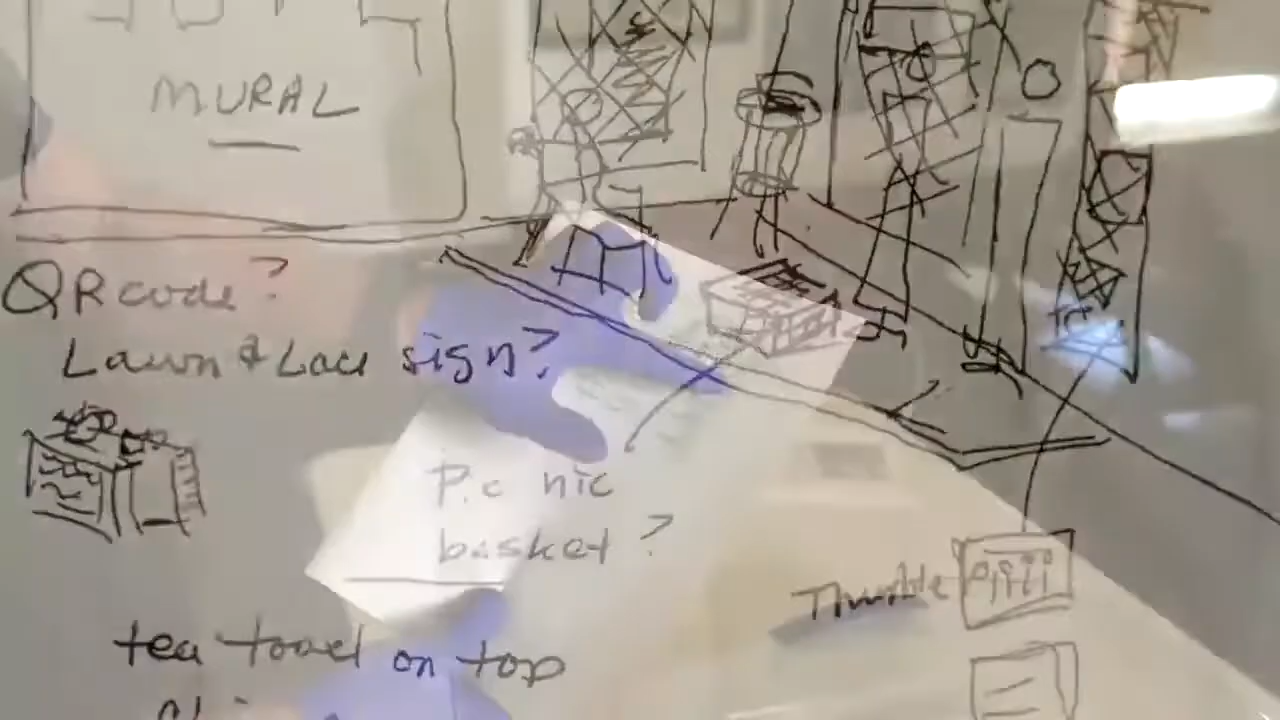 MURAL
QR code?
Lawn & Lace sign?
Picnic
basket?
Thimble
tea towel on top